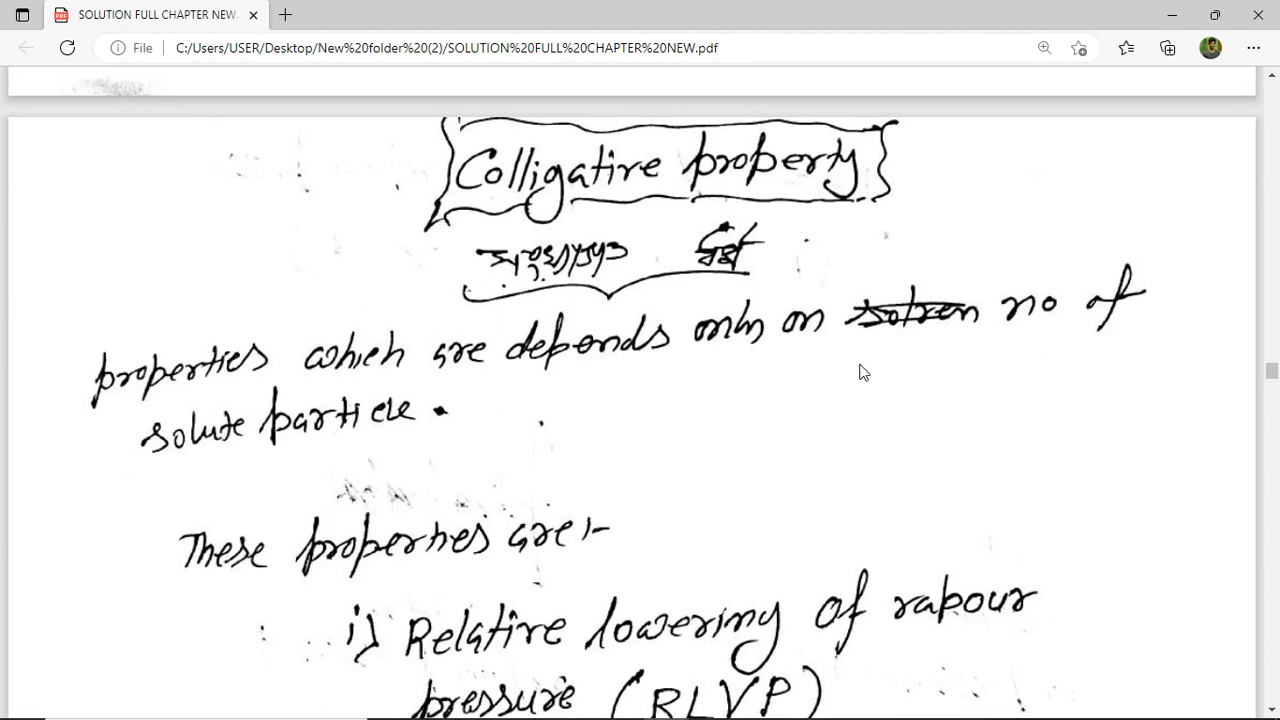 SOLUTION FULL CHAPTER NEW.
File
C:/Users/USER/Desktop/New%20folder%20(2)/SOLUTION%20FULL%20CHAPTER%20NEW.pdf
Colligative property
সংখ্যাগত ধর্ম
properties which are depends only on no of
solute particle.
These properties are:-
i) Relative lowering of vapour
pressure (RLVP)